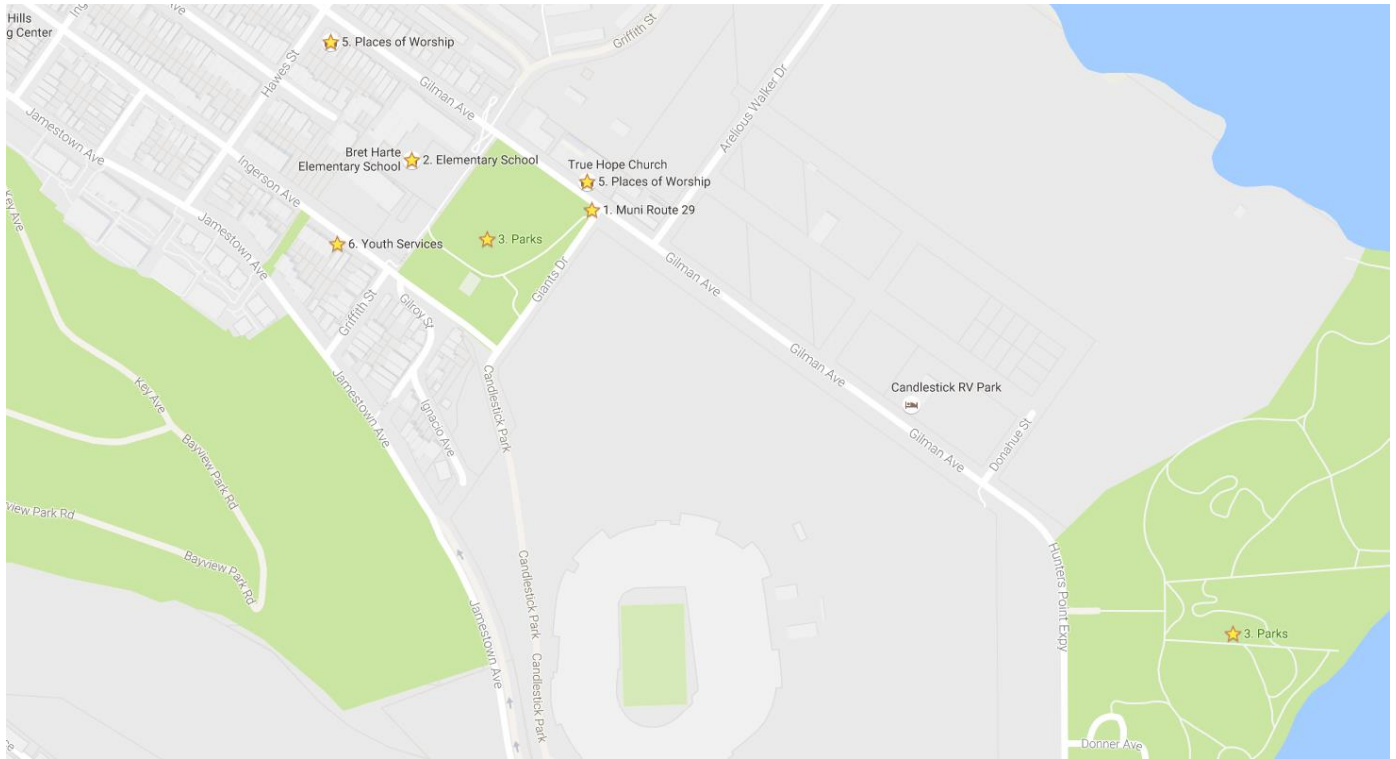 Hills
g Center
5. Places of Worship
Griffith St
Hawes St
Gilman Ave
Arelious Walker Dr
Jamestown Ave
Bret Harte
Elementary School
2. Elementary School
True Hope Church
5. Places of Worship
Ingerson Ave
1. Muni Route 29
Key Ave
Jamestown Ave
6. Youth Services
3. Parks
Gilman Ave
Giants Dr
Griffith St
Gilroy St
Gilman Ave
Candlestick RV Park
Key Ave
Jamestown Ave
Candlestick Park
Ignacio Ave
Gilman Ave
Donahue St
Bayview Park Rd
view Park Rd
Bayview Park Rd
Candlestick Park
Hunters Point Expy
Jamestown Ave
3. Parks
Candlestick Park
Donner Ave